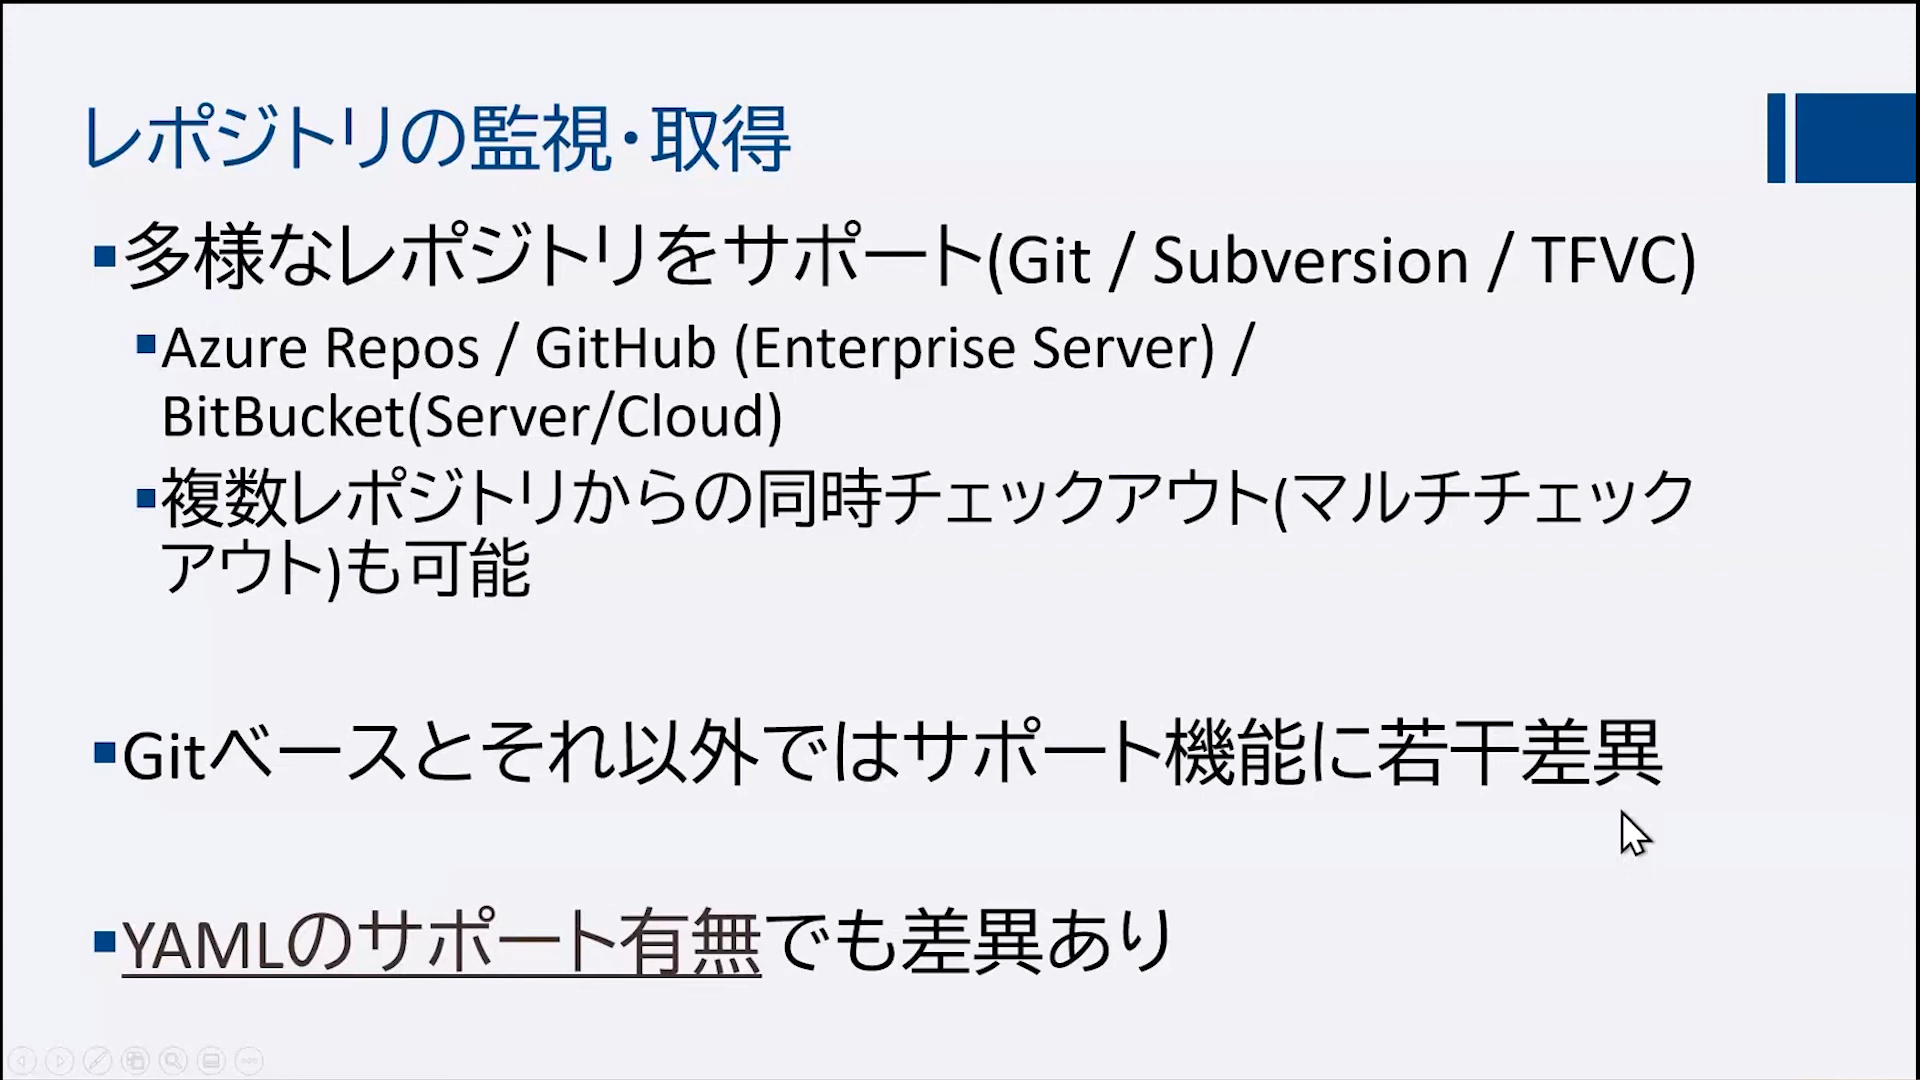 レポジトリの監視・取得
▪多様なレポジトリをサポート(Git / Subversion / TFVC)
▪Azure Repos / GitHub (Enterprise Server) /
BitBucket(Server/Cloud)
▪複数レポジトリからの同時チェックアウト(マルチチェック
アウト)も可能
▪Gitベースとそれ以外ではサポート機能に若干差異
▪YAMLのサポート有無でも差異あり